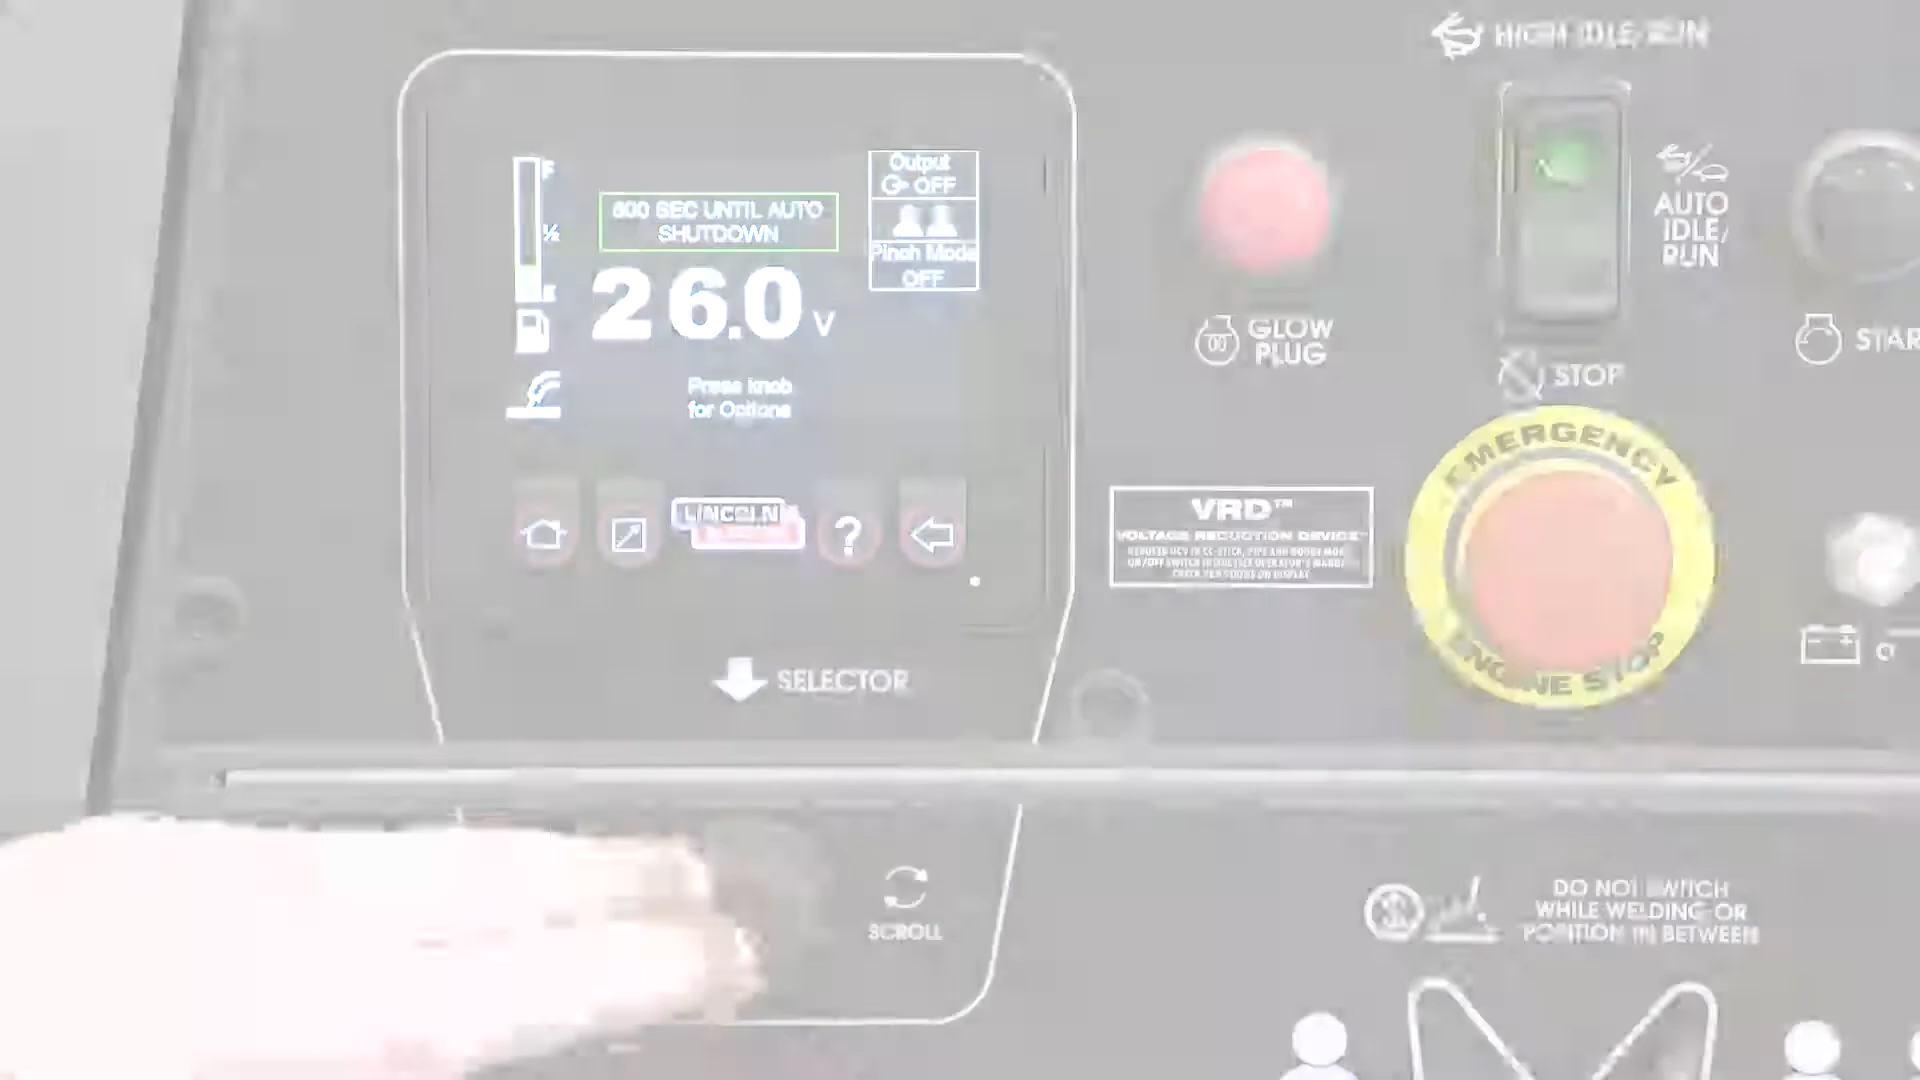 HIGH IDLE/RUN
F
½
E
600 SEC UNTIL AUTO
SHUTDOWN
26.0 V
Press knob
for Options
Output
OFF
Pinch Mode
OFF
LINCOLN
?
SELECTOR
SCROLL
GLOW
PLUG
AUTO
IDLE/
RUN
STOP
STAR
EMERGENCY
ENGINE STOP
VRD™
VOLTAGE REDUCTION DEVICE™
DO NOT SWITCH
WHILE WELDING OR
POSITION IN BETWEEN